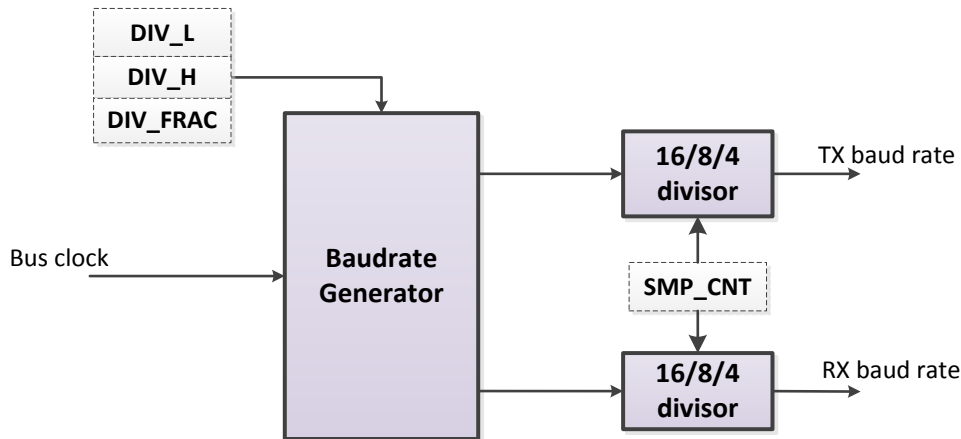 DIV_L
DIV_H
DIV_FRAC
16/8/4
divisor
TX baud rate
Bus clock
Baudrate
Generator
SMP_CNT
16/8/4
divisor
RX baud rate